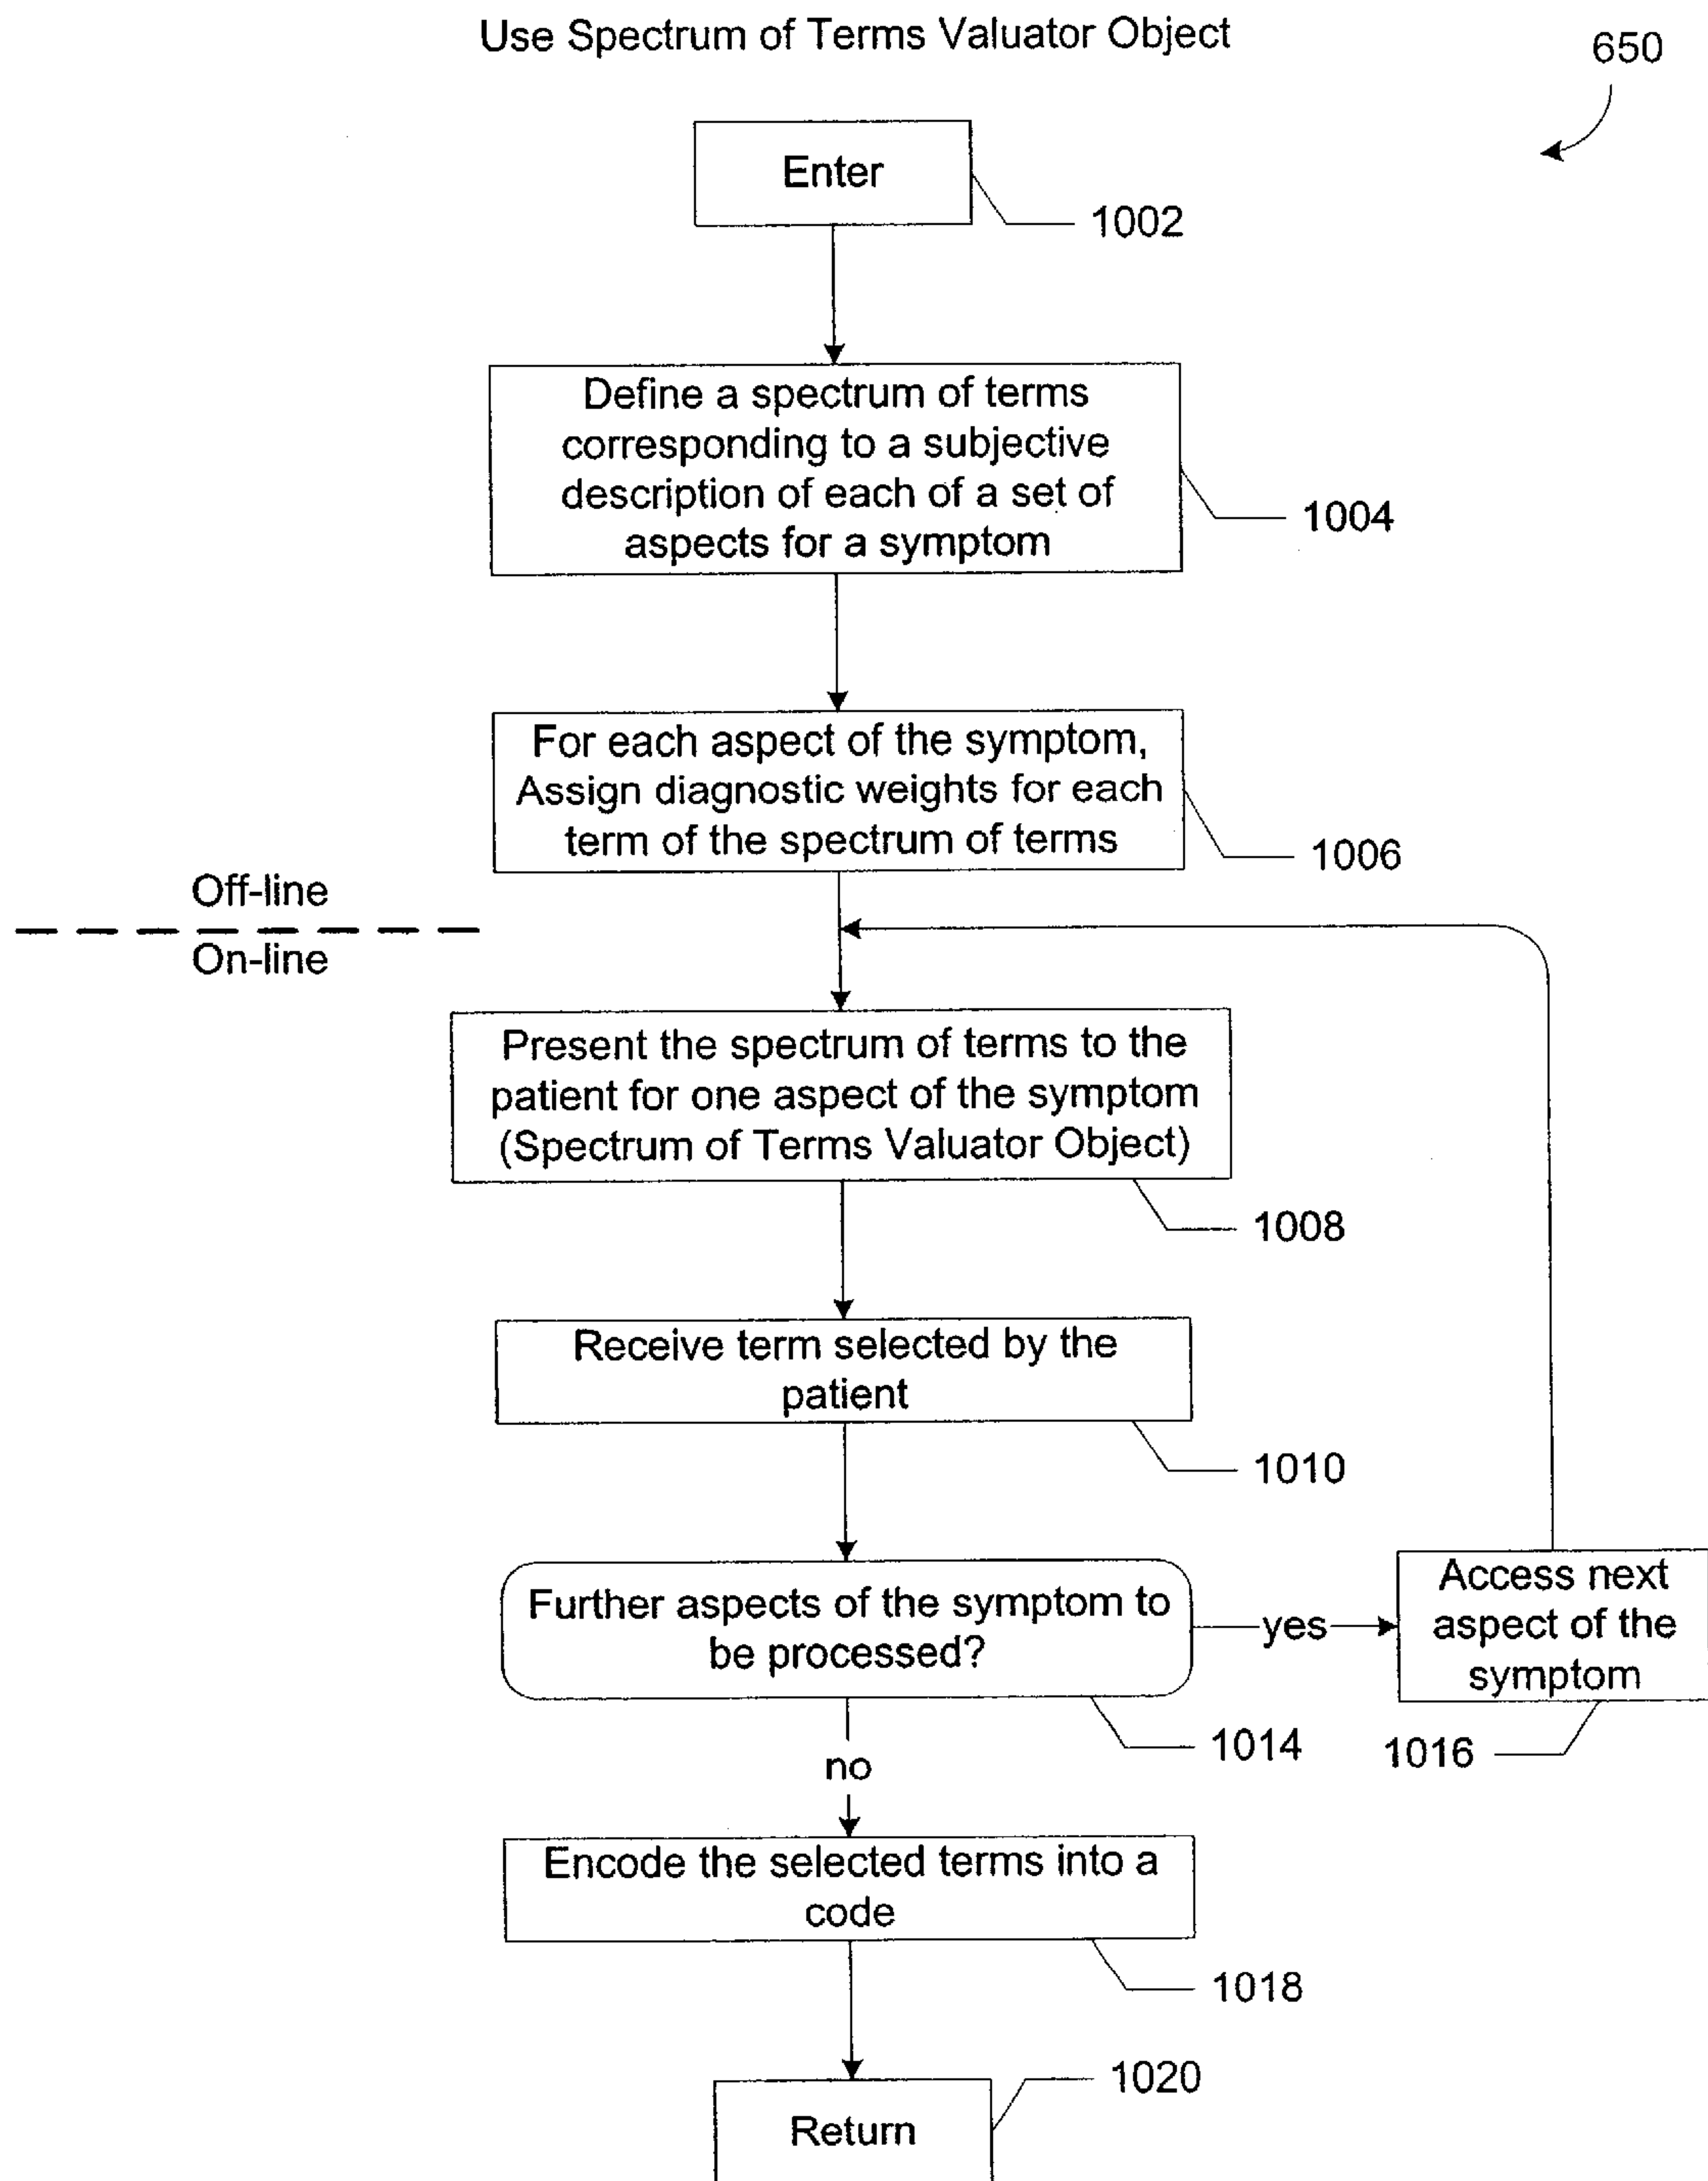 Use Spectrum of Terms Valuator Object
650
Enter
1002
Define a spectrum of terms
corresponding to a subjective
description of each of a set of
aspects for a symptom
1004
For each aspect of the symptom,
Assign diagnostic weights for each
term of the spectrum of terms
1006
Off-line
On-line
Present the spectrum of terms to the
patient for one aspect of the symptom
(Spectrum of Terms Valuator Object)
1008
Receive term selected by the
patient
1010
Further aspects of the symptom to
be processed?
yes
Access next
aspect of the
symptom
1014
1016
no
Encode the selected terms into a
code
1018
1020
Return